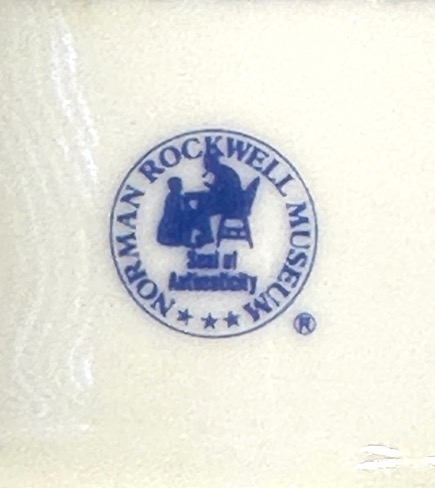 NORMAN ROCKWELL MUSEUM
Seal of
Authenticity
★ ★ ★
®